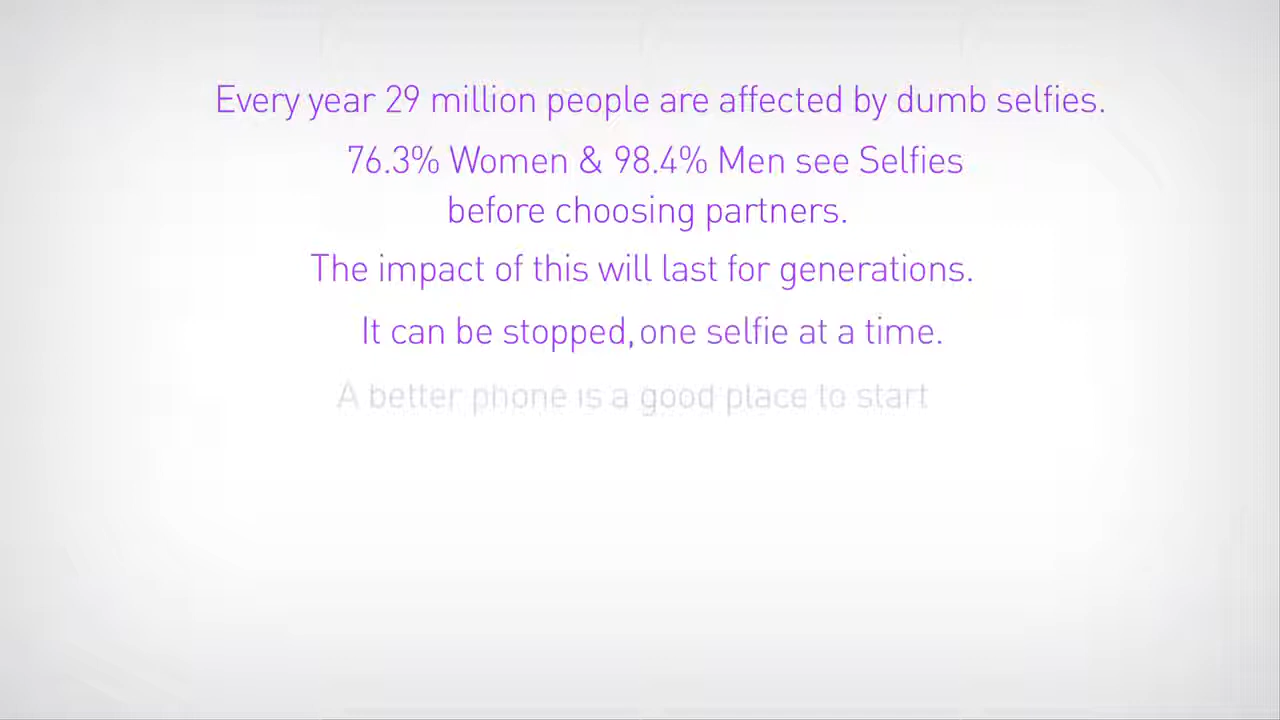 Every year 29 million people are affected by dumb selfies.
76.3% Women & 98.4% Men see Selfies
before choosing partners.
The impact of this will last for generations.
It can be stopped, one selfie at a time.
A better phone is a good place to start